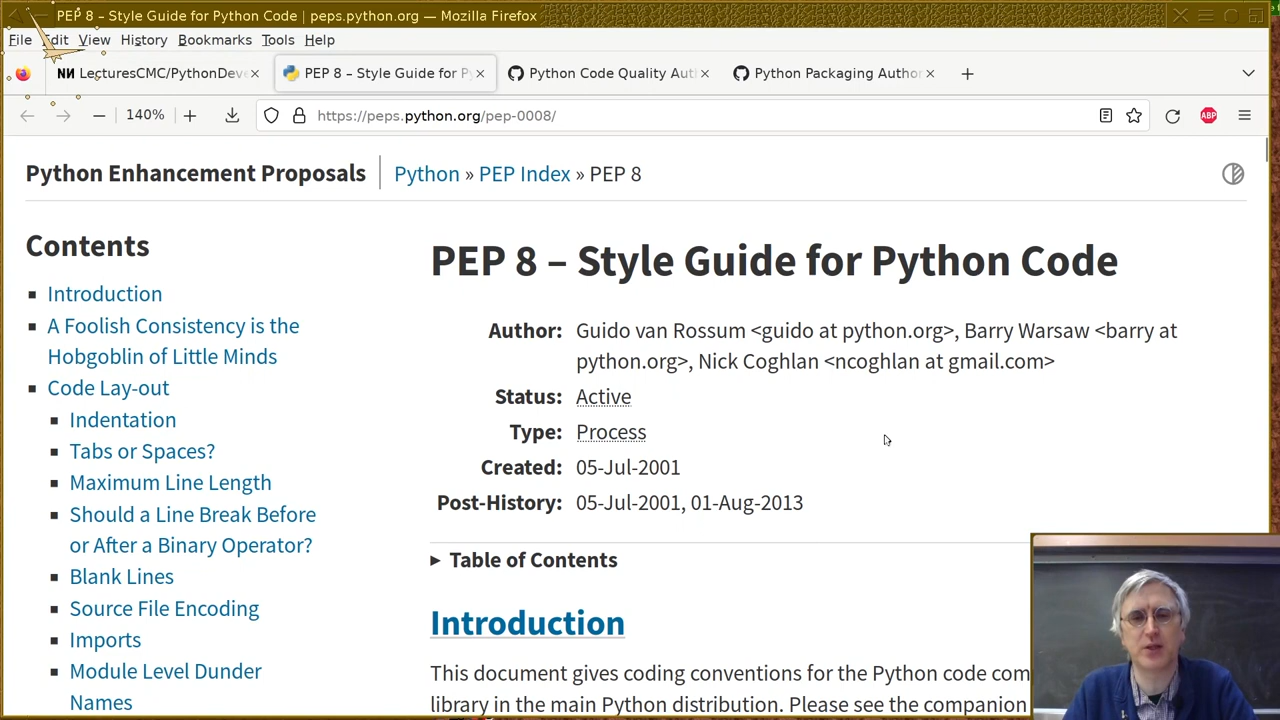 PEP 8 – Style Guide for Python Code | peps.python.org — Mozilla Firefox
File Edit View History Bookmarks Tools Help
LecturesCMC/PythonDeve
PEP 8 – Style Guide for Py
Python Code Quality Aut
Python Packaging Author
140%
https://peps.python.org/pep-0008/
ABP
Python Enhancement Proposals
Python » PEP Index » PEP 8
Contents
Introduction
A Foolish Consistency is the
Hobgoblin of Little Minds
Code Lay-out
Indentation
Tabs or Spaces?
Maximum Line Length
Should a Line Break Before
or After a Binary Operator?
Blank Lines
Source File Encoding
Imports
Module Level Dunder
Names
PEP 8 – Style Guide for Python Code
Author: Guido van Rossum <guido at python.org>, Barry Warsaw <barry at
python.org>, Nick Coghlan <ncoghlan at gmail.com>
Status: Active
Type: Process
Created: 05-Jul-2001
Post-History: 05-Jul-2001, 01-Aug-2013
Table of Contents
Introduction
This document gives coding conventions for the Python code com
library in the main Python distribution. Please see the companion